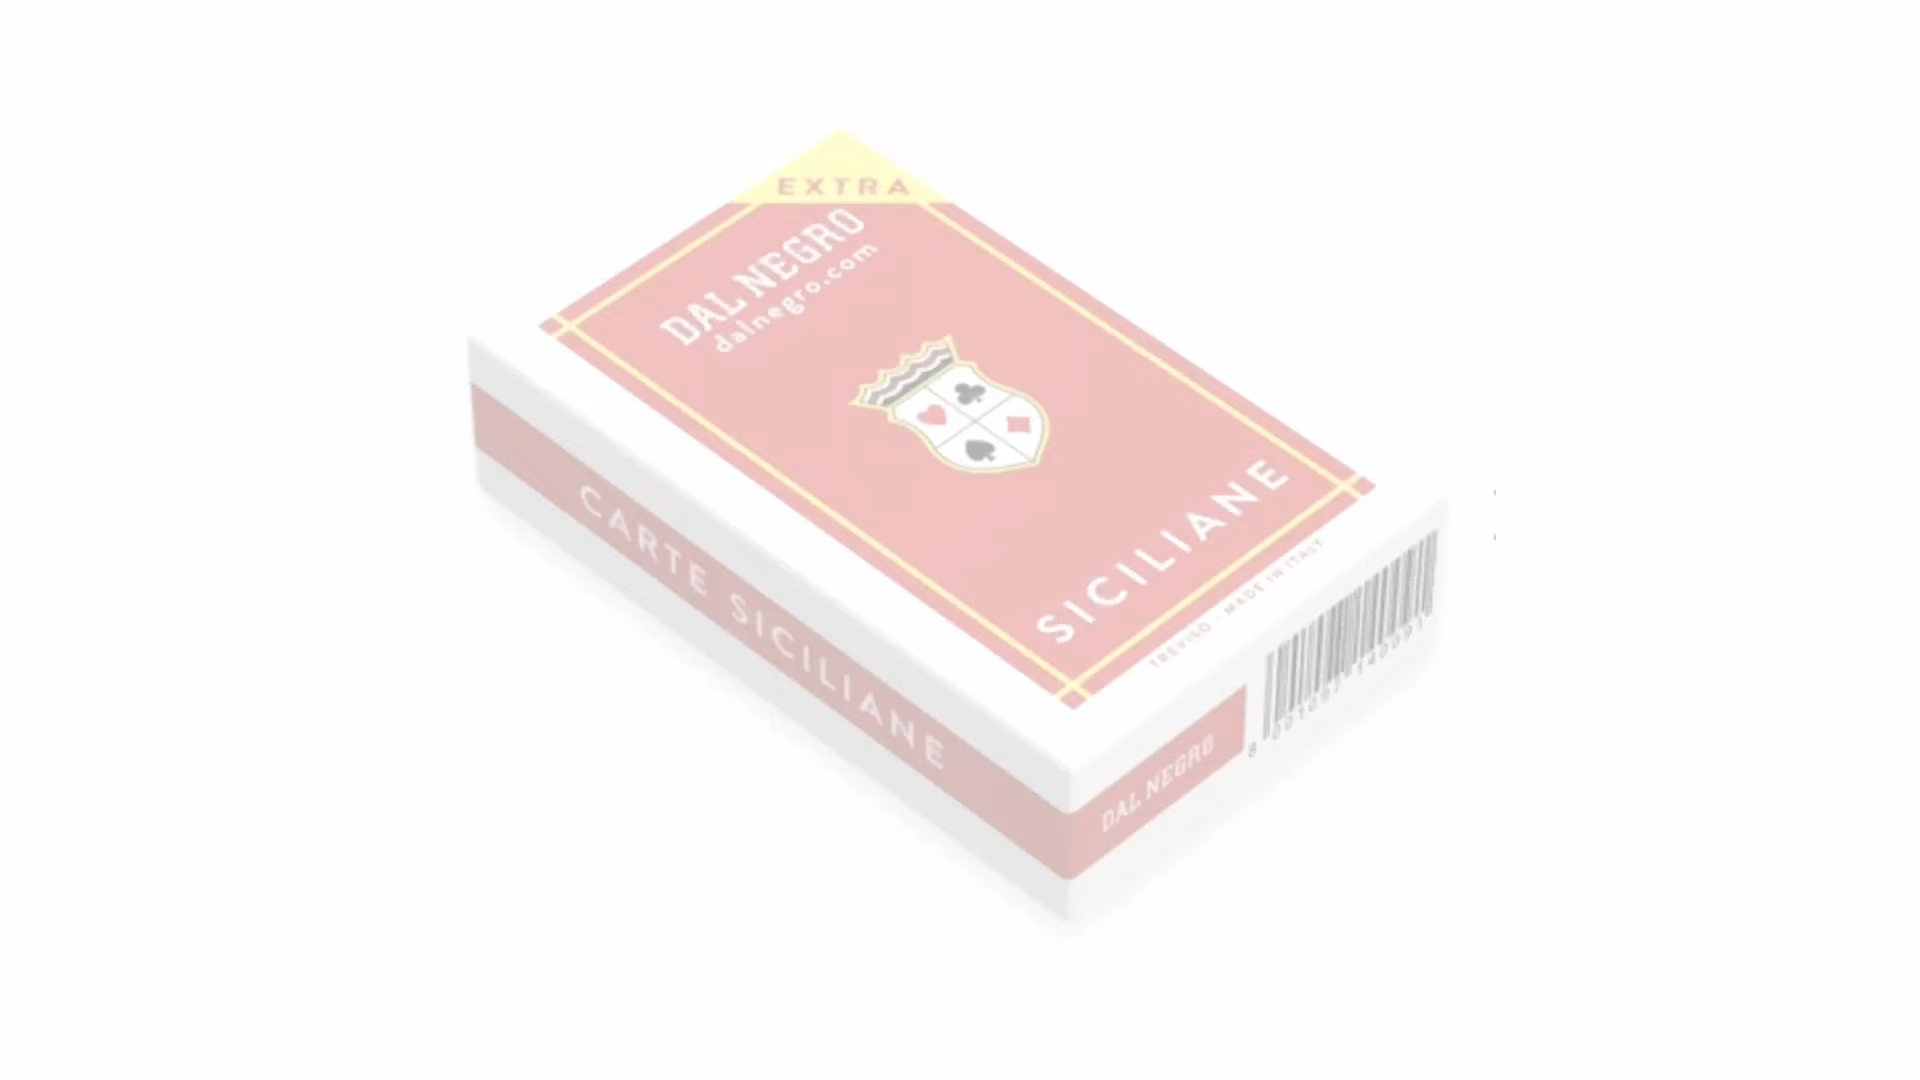 EXTRA
DAL NEGRO
dalnegro.com
SICILIANE
TREVISO - MADE IN ITALY
CARTE SICILIANE
DAL NEGRO